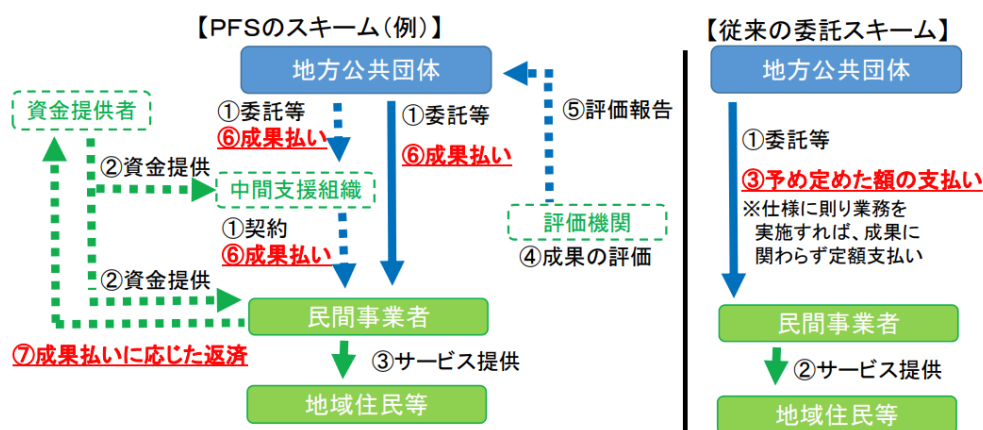 【PFSのスキーム(例)】
地方公共団体
資金提供者
①委託等
⑥成果払い
①委託等
⑥成果払い
⑤評価報告
②資金提供
中間支援組織
①契約
⑥成果払い
評価機関
④成果の評価
②資金提供
民間事業者
⑦成果払いに応じた返済
③サービス提供
地域住民等
【従来の委託スキーム】
地方公共団体
①委託等
③予め定めた額の支払い
※仕様に則り業務を
実施すれば、成果に
関わらず定額支払い
民間事業者
②サービス提供
地域住民等